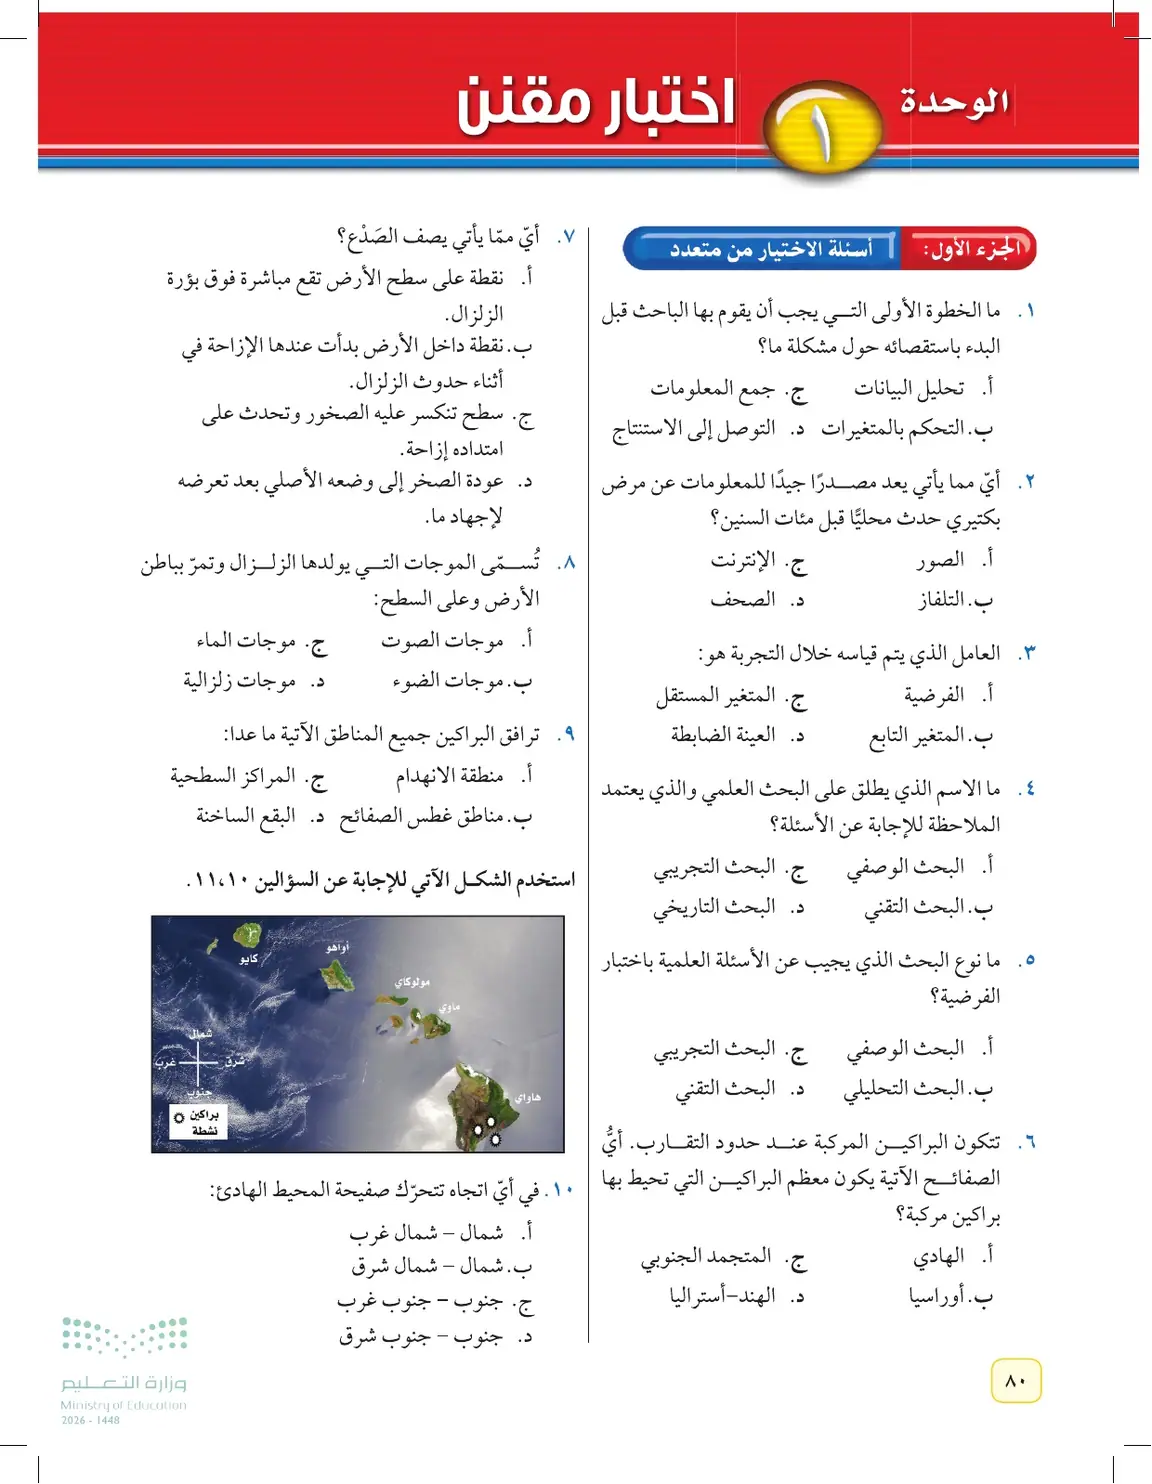 الوحدة ١ اختبار مقنن
الجزء الأول: أسئلة الاختيار من متعدد
١. ما الخطوة الأولى التي يجب أن يقوم بها الباحث قبل
البدء باستقصائه حول مشكلة ما؟
أ. تحليل البيانات ج. جمع المعلومات
ب. التحكم بالمتغيرات د. التوصل إلى الاستنتاج
٢. أيّ مما يأتي يعد مصدرًا جيدًا للمعلومات عن مرض
بكتيري حدث محليًّا قبل مئات السنين؟
أ. الصور ج. الإنترنت
ب. التلفاز د. الصحف
٣. العامل الذي يتم قياسه خلال التجربة هو:
أ. الفرضية ج. المتغير المستقل
ب. المتغير التابع د. العينة الضابطة
٤. ما الاسم الذي يطلق على البحث العلمي والذي يعتمد
الملاحظة للإجابة عن الأسئلة؟
أ. البحث الوصفي ج. البحث التجريبي
ب. البحث التقني د. البحث التاريخي
٥. ما نوع البحث الذي يجيب عن الأسئلة العلمية باختبار
الفرضية؟
أ. البحث الوصفي ج. البحث التجريبي
ب. البحث التحليلي د. البحث التقني
٦. تتكون البراكين المركبة عند حدود التقارب. أيُّ
الصفائح الآتية يكون معظم البراكين التي تحيط بها
براكين مركبة؟
أ. الهادي ج. المتجمد الجنوبي
ب. أوراسيا د. الهند-أستراليا
٧. أيّ ممّا يأتي يصف الصَدْع؟
أ. نقطة على سطح الأرض تقع مباشرة فوق بؤرة
الزلزال.
ب. نقطة داخل الأرض بدأت عندها الإزاحة في
أثناء حدوث الزلزال.
ج. سطح تنكسر عليه الصخور وتحدث على
امتداده إزاحة.
د. عودة الصخر إلى وضعه الأصلي بعد تعرضه
لإجهاد ما.
٨. تُسمّى الموجات التي يولدها الزلزال وتمرّ بباطن
الأرض وعلى السطح:
أ. موجات الصوت ج. موجات الماء
ب. موجات الضوء د. موجات زلزالية
٩. ترافق البراكين جميع المناطق الآتية ما عدا:
أ. منطقة الانهدام ج. المراكز السطحية
ب. مناطق غطس الصفائح د. البقع الساخنة
استخدم الشكل الآتي للإجابة عن السؤالين ١١،١٠.
كايو
أواهو
مولوكاي
ماوي
هاواي
شمال
شرق
غرب
جنوب
براكين
نشطة
١٠. في أيّ اتجاه تتحرّك صفيحة المحيط الهادئ:
أ. شمال – شمال غرب
ب. شمال – شمال شرق
ج. جنوب – جنوب غرب
د. جنوب – جنوب شرق
وزارة التعليم
Ministry of Education
2026 - 1448
٨٠